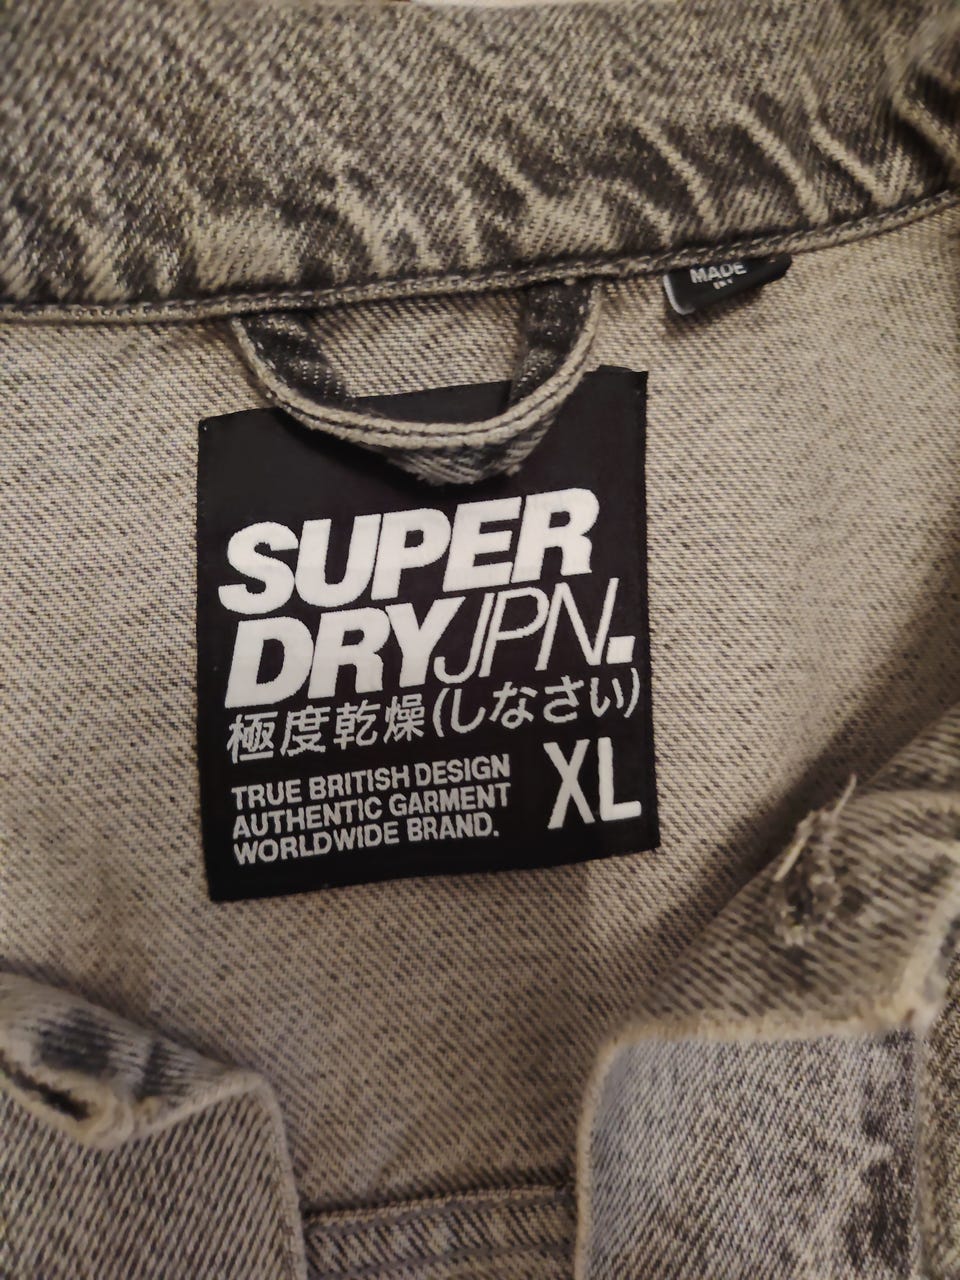 MADE
SUPER
DRYJPN.
極度乾燥(しなさい)
TRUE BRITISH DESIGN
AUTHENTIC GARMENT
WORLDWIDE BRAND.
XL